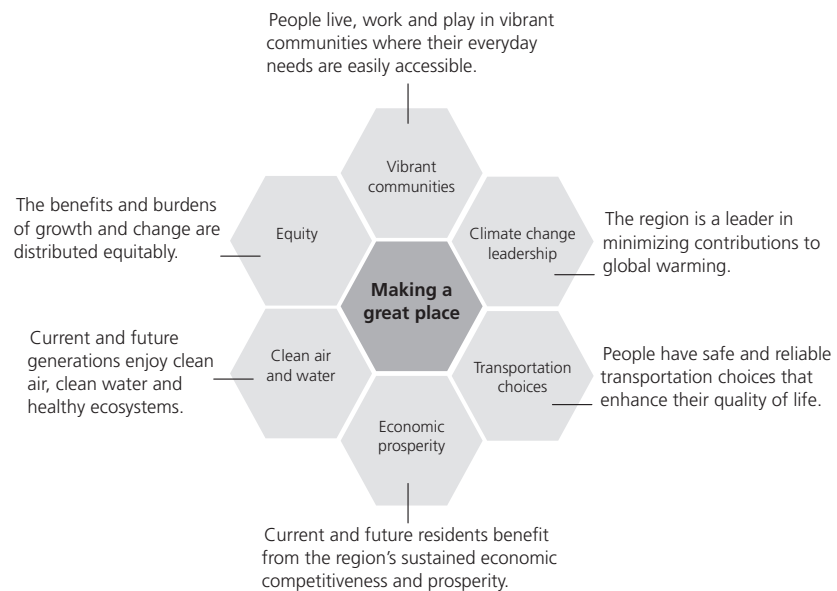 People live, work and play in vibrant
communities where their everyday
needs are easily accessible.
Vibrant
communities
The benefits and burdens
of growth and change are
distributed equitably.
Equity
Climate change
leadership
The region is a leader in
minimizing contributions to
global warming.
Making a
great place
Current and future
generations enjoy clean
air, clean water and
healthy ecosystems.
Clean air
and water
Transportation
choices
People have safe and reliable
transportation choices that
enhance their quality of life.
Economic
prosperity
Current and future residents benefit
from the region’s sustained economic
competitiveness and prosperity.